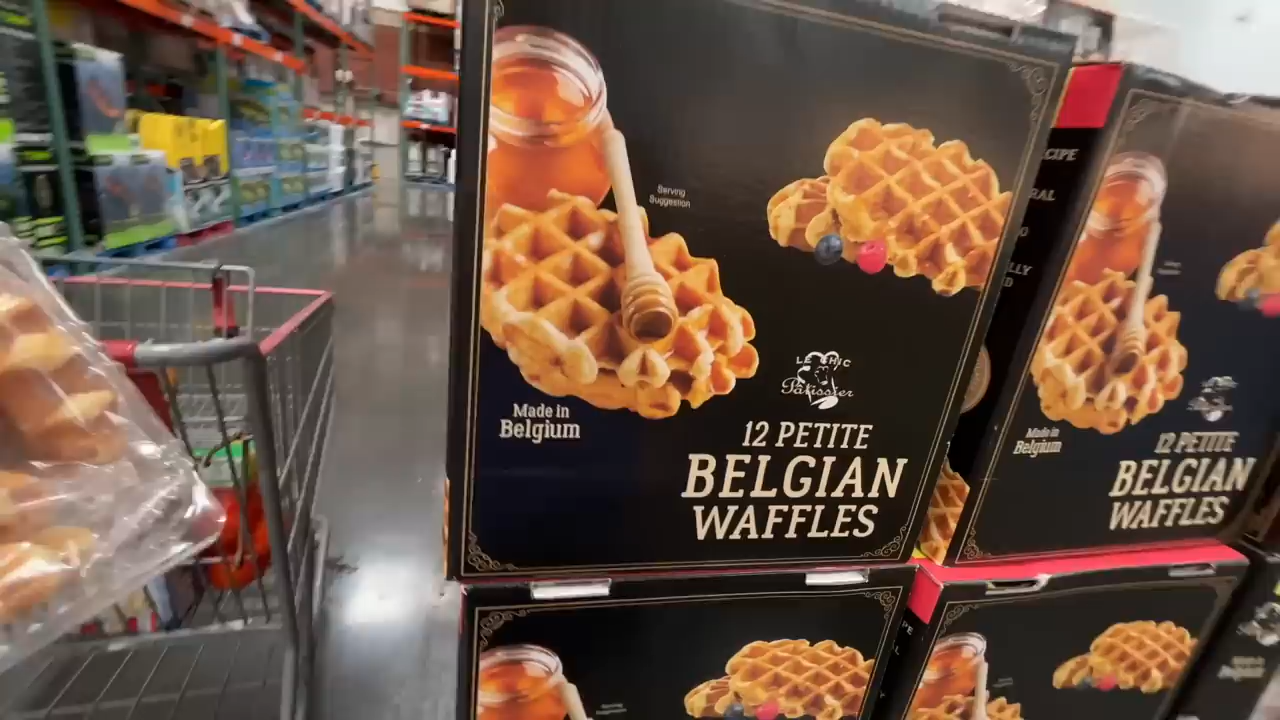 Serving
Suggestion
LE CHIC
Pâtissier
Made in
Belgium
12 PETITE
BELGIAN
WAFFLES
CIPE
Made in
Belgium
12 PETITE
BELGIAN
WAFFLES